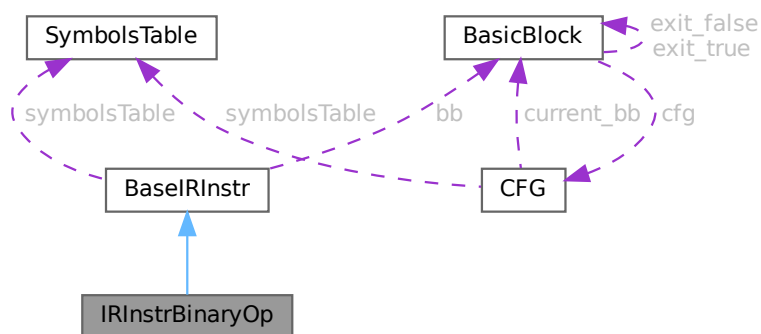 SymbolsTable
BasicBlock
exit_false
exit_true
symbolsTable
symbolsTable
bb
current_bb
cfg
BaseIRInstr
CFG
IRInstrBinaryOp